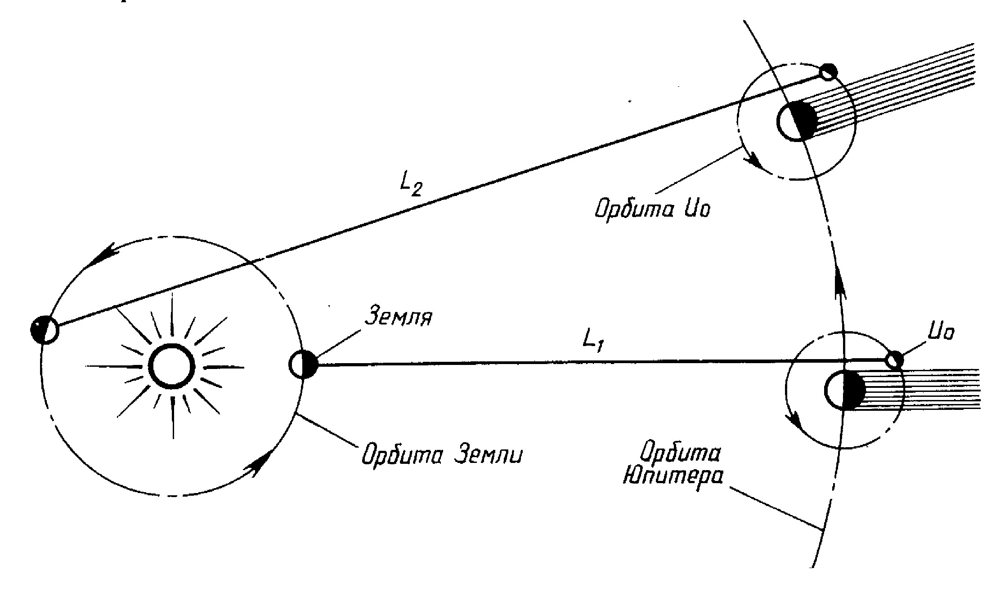 L₂
Орбита Ио
Земля
L₁
Ио
Орбита Земли
Орбита
Юпитера